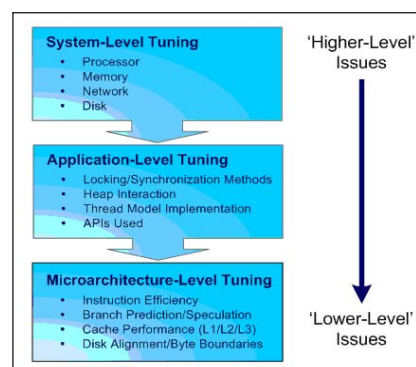 System-Level Tuning
• Processor
• Memory
• Network
• Disk
Application-Level Tuning
• Locking/Synchronization Methods
• Heap Interaction
• Thread Model Implementation
• APIs Used
Microarchitecture-Level Tuning
• Instruction Efficiency
• Branch Prediction/Speculation
• Cache Performance (L1/L2/L3)
• Disk Alignment/Byte Boundaries
‘Higher-Level’
Issues
‘Lower-Level’
Issues